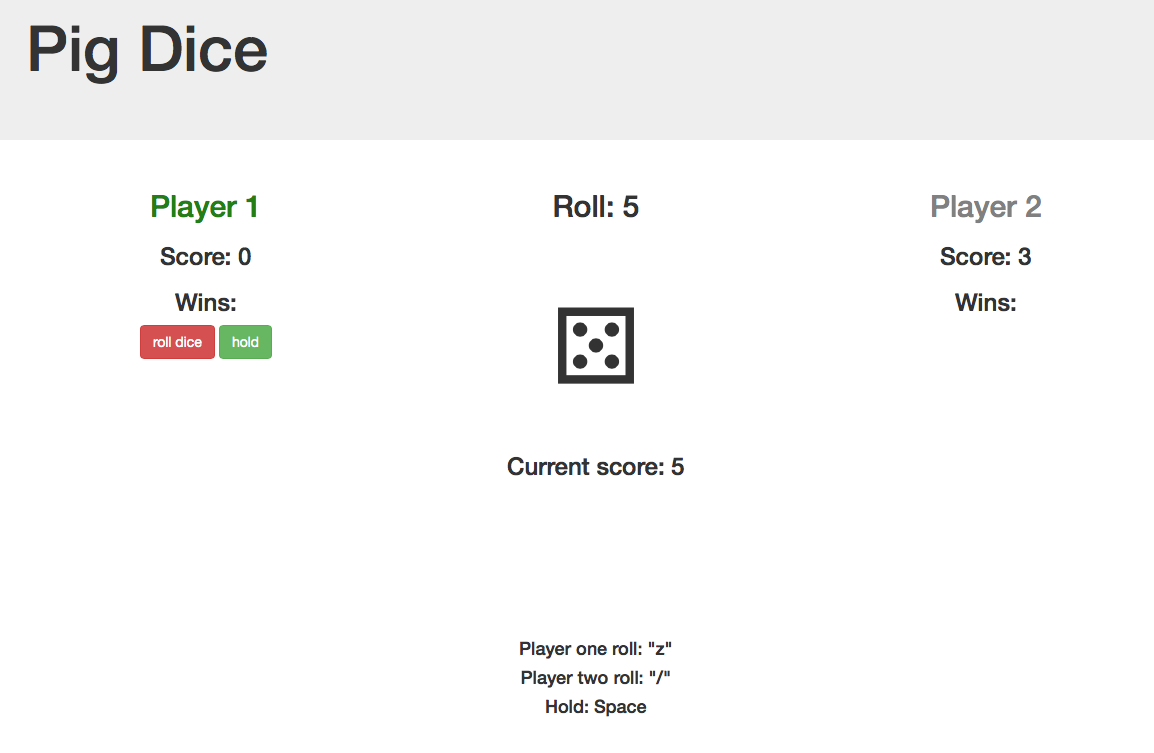 Pig Dice
Player 1
Score: 0
Wins:
roll dice hold
Roll: 5
Current score: 5
Player 2
Score: 3
Wins:
Player one roll: "z"
Player two roll: "/"
Hold: Space